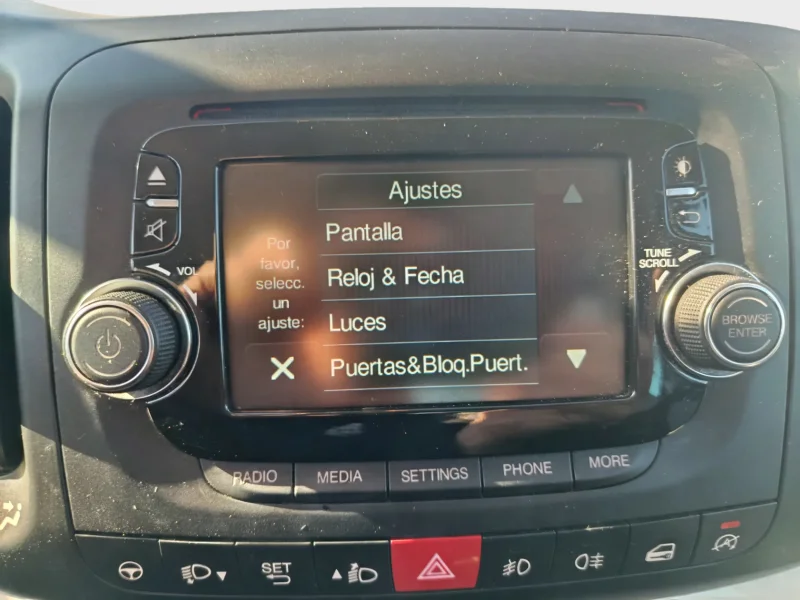 Ajustes
Por
favor,
selecc.
un
ajuste:
Pantalla
Reloj & Fecha
Luces
Puertas&Bloq.Puert.
VOL
TUNE
SCROLL
BROWSE
ENTER
RADIO
MEDIA
SETTINGS
PHONE
MORE
SET